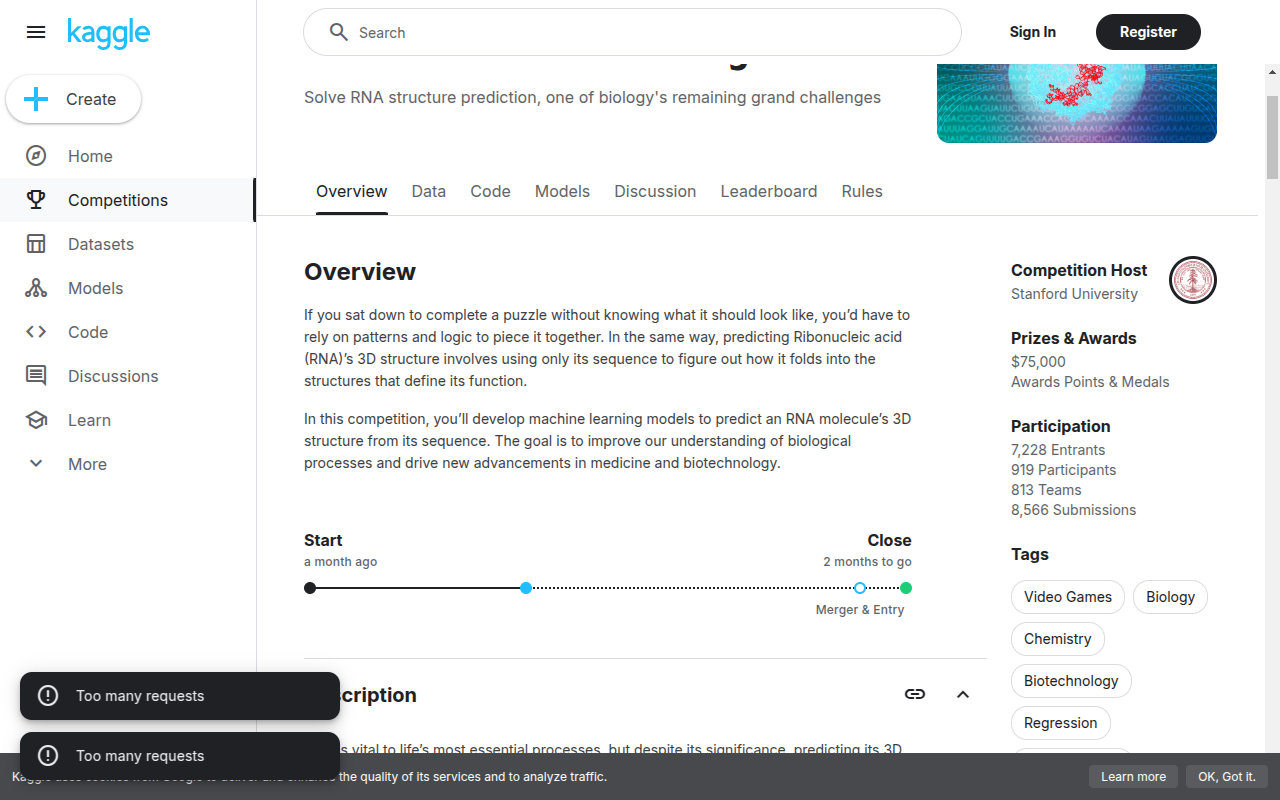 kaggle
Search
Sign In
Register
Create
Home
Competitions
Datasets
Models
Code
Discussions
Learn
More
Solve RNA structure prediction, one of biology's remaining grand challenges
Overview
Data
Code
Models
Discussion
Leaderboard
Rules
Overview
If you sat down to complete a puzzle without knowing what it should look like, you’d have to
rely on patterns and logic to piece it together. In the same way, predicting Ribonucleic acid
(RNA)’s 3D structure involves using only its sequence to figure out how it folds into the
structures that define its function.
In this competition, you’ll develop machine learning models to predict an RNA molecule’s 3D
structure from its sequence. The goal is to improve our understanding of biological
processes and drive new advancements in medicine and biotechnology.
Start
a month ago
Close
2 months to go
Merger & Entry
Competition Host
Stanford University
Prizes & Awards
$75,000
Awards Points & Medals
Participation
7,228 Entrants
919 Participants
813 Teams
8,566 Submissions
Tags
Video Games
Biology
Chemistry
Biotechnology
Regression
scription
s vital to life’s most essential processes, but despite its significance, predicting its 3D
Too many requests
Too many requests
the quality of its services and to analyze traffic.
Learn more
OK, Got it.